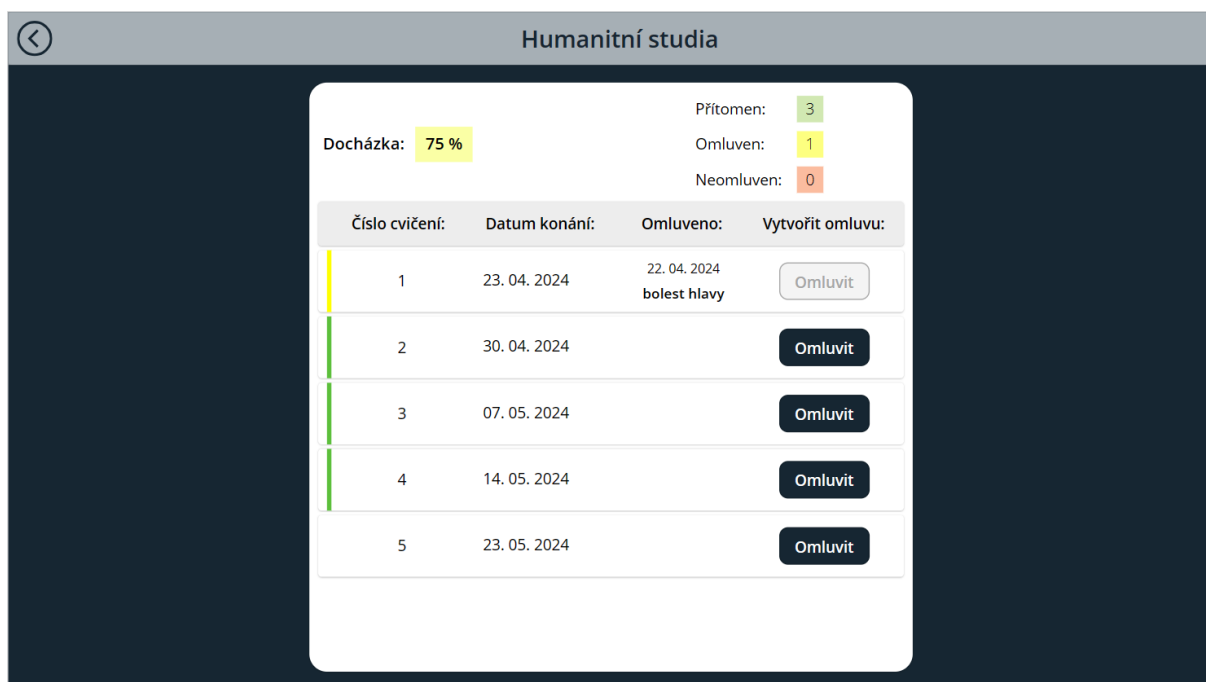 Humanitní studia
Přítomen: 3
Docházka: 75 %
Omluven: 1
Neomluven: 0
Číslo cvičení: Datum konání: Omluveno: Vytvořit omluvu:
1 23. 04. 2024 22. 04. 2024 bolest hlavy Omluvit
2 30. 04. 2024 Omluvit
3 07. 05. 2024 Omluvit
4 14. 05. 2024 Omluvit
5 23. 05. 2024 Omluvit